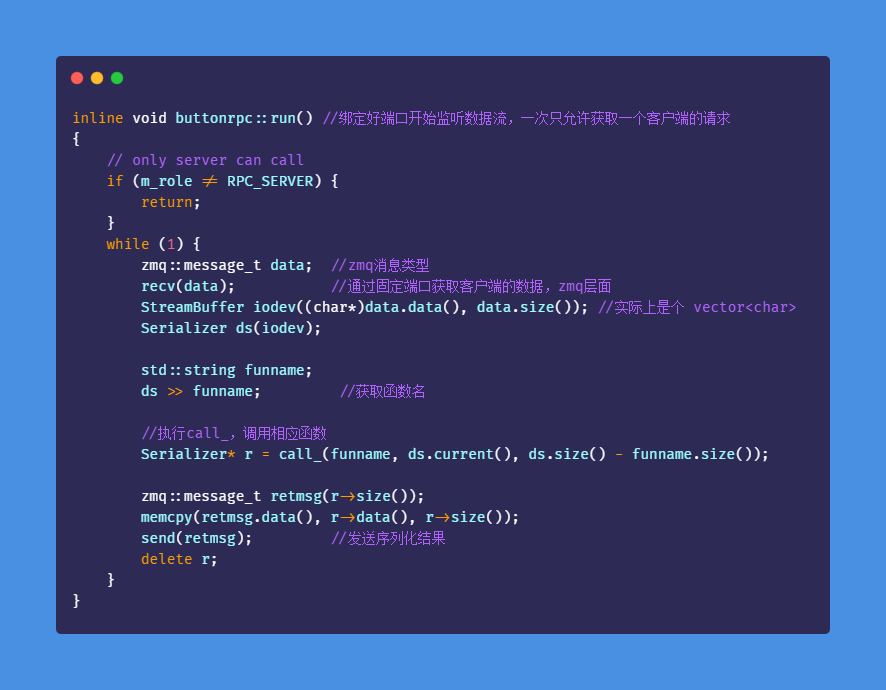 inline void buttonrpc::run() //绑定好端口开始监听数据流，一次只允许获取一个客户端的请求
{
    // only server can call
    if (m_role != RPC_SERVER) {
        return;
    }
    while (1) {
        zmq::message_t data;  //zmq消息类型
        recv(data);           //通过固定端口获取客户端的数据，zmq层面
        StreamBuffer iodev((char*)data.data(), data.size()); //实际上是个 vector<char>
        Serializer ds(iodev);

        std::string funname;
        ds >> funname;         //获取函数名

        //执行call_，调用相应函数
        Serializer* r = call_(funname, ds.current(), ds.size() - funname.size());

        zmq::message_t retmsg(r->size());
        memcpy(retmsg.data(), r->data(), r->size());
        send(retmsg);         //发送序列化结果
        delete r;
    }
}